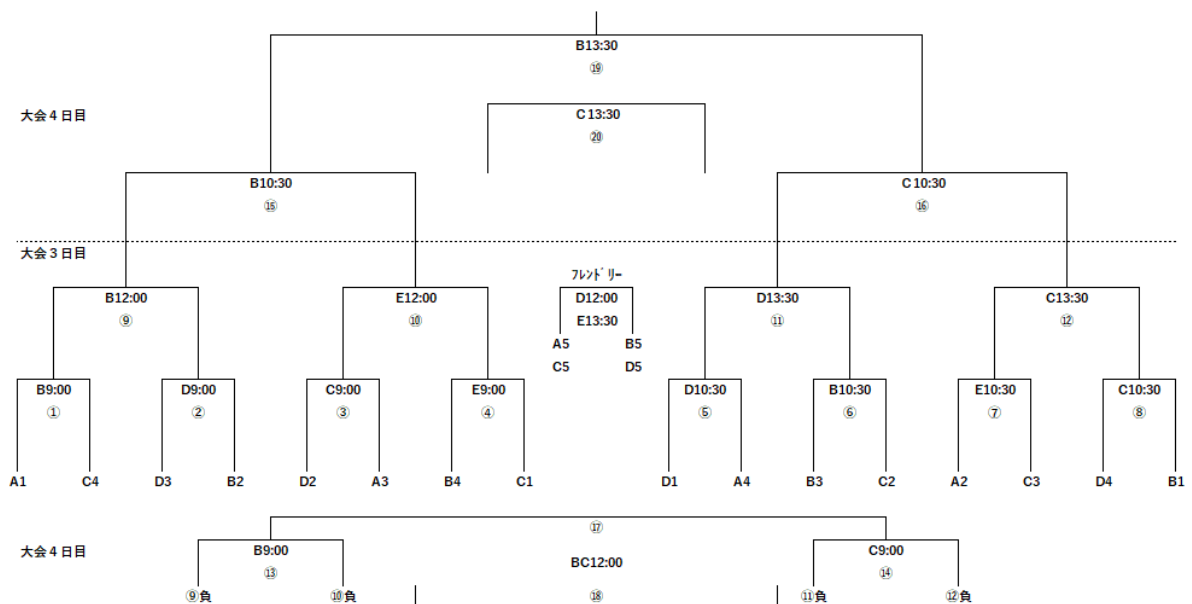 B13:30
⑲
大会4日目
C13:30
⑳
B10:30
C10:30
⑮
⑯
大会3日目
ﾌﾚﾝﾄﾞﾘｰ
B12:00
E12:00
D12:00
D13:30
C13:30
⑨
⑩
E13:30
⑪
⑫
A5
B5
C5
D5
B9:00
D9:00
C9:00
E9:00
D10:30
B10:30
E10:30
C10:30
①
②
③
④
⑤
⑥
⑦
⑧
A1
C4
D3
B2
D2
A3
B4
C1
D1
A4
B3
C2
A2
C3
D4
B1
⑰
大会4日目
B9:00
C9:00
BC12:00
⑬
⑭
⑨負
⑩負
⑱
⑪負
⑫負